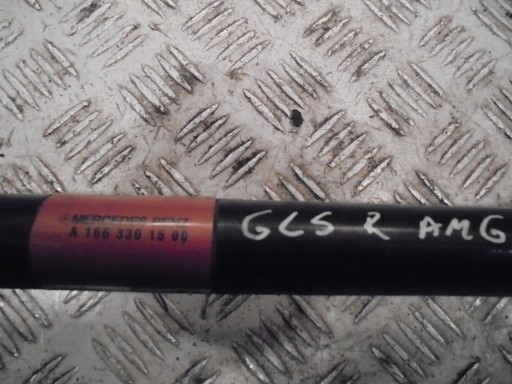 MERCEDES-BENZ
A 166 330 15 00
GLS R AMG